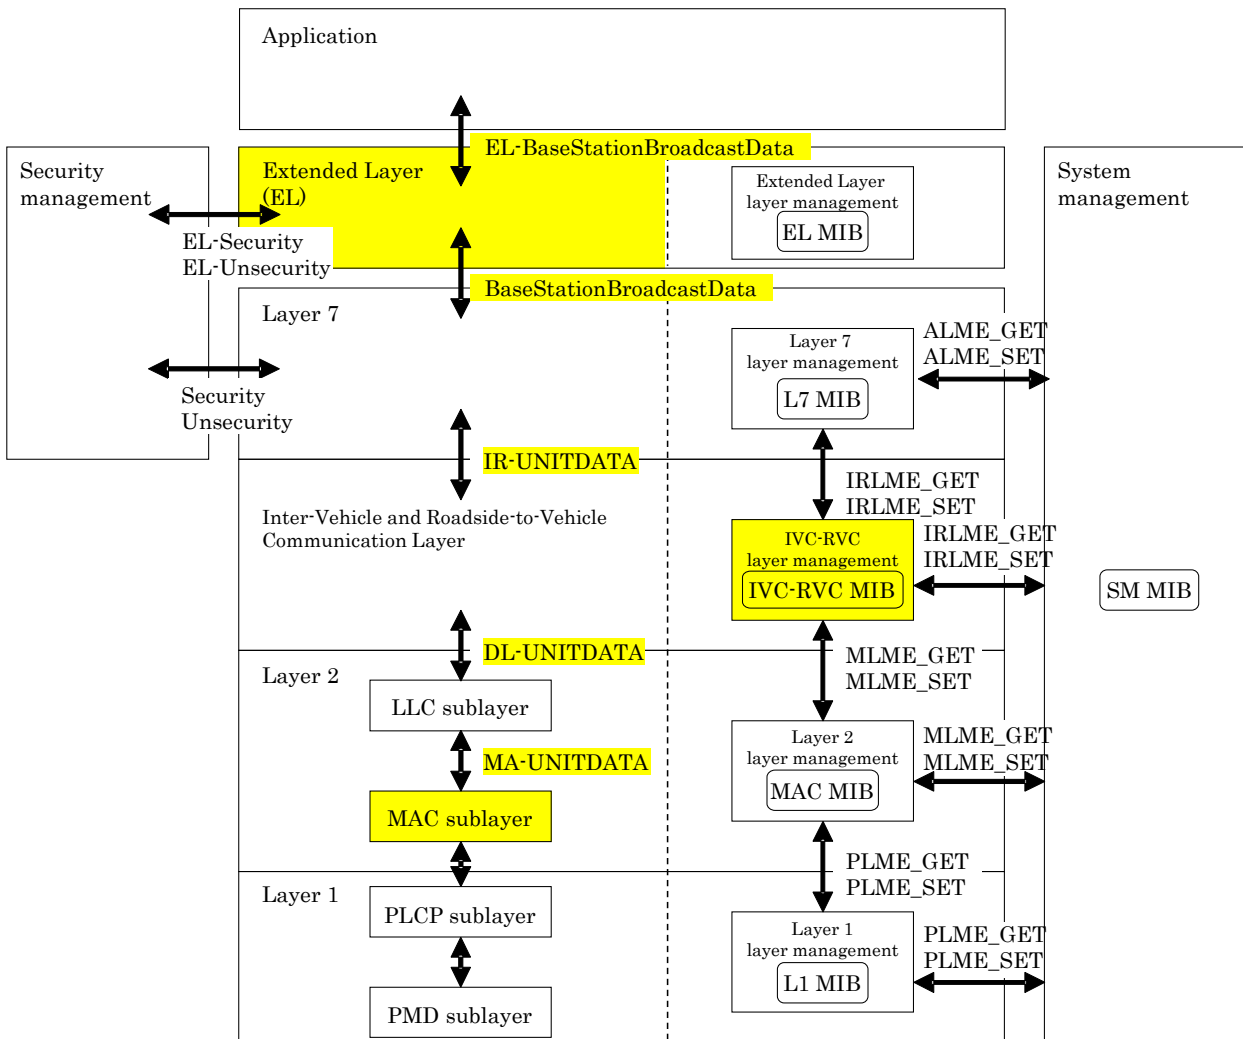 Application
EL-BaseStationBroadcastData
Security
management
Extended Layer
(EL)
Extended Layer
layer management
EL MIB
System
management
EL-Security
EL-Unsecurity
BaseStationBroadcastData
Layer 7
Layer 7
layer management
L7 MIB
ALME_GET
ALME_SET
Security
Unsecurity
IR-UNITDATA
IRLME_GET
IRLME_SET
Inter-Vehicle and Roadside-to-Vehicle
Communication Layer
IVC-RVC
layer management
IVC-RVC MIB
IRLME_GET
IRLME_SET
SM MIB
DL-UNITDATA
MLME_GET
MLME_SET
Layer 2
LLC sublayer
MA-UNITDATA
Layer 2
layer management
MAC MIB
MLME_GET
MLME_SET
MAC sublayer
PLME_GET
PLME_SET
Layer 1
PLCP sublayer
Layer 1
layer management
L1 MIB
PLME_GET
PLME_SET
PMD sublayer